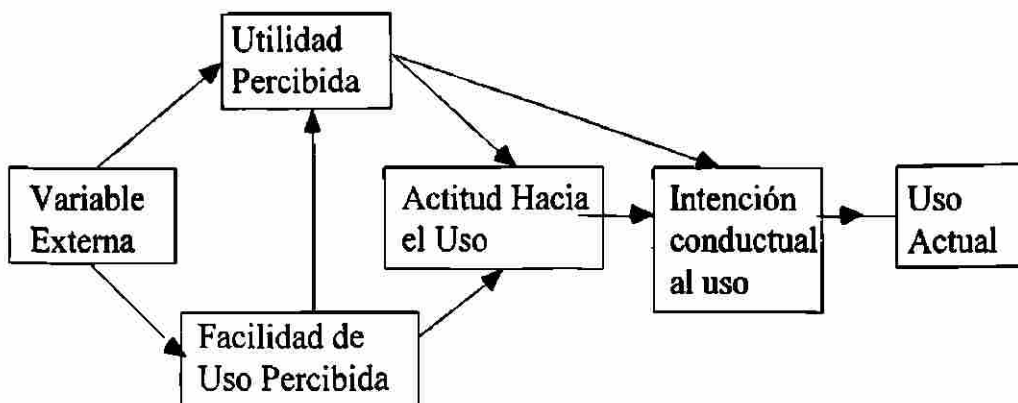 Utilidad
Percibida
Variable
Externa
Actitud Hacia
el Uso
Intención
conductual
al uso
Uso
Actual
Facilidad de
Uso Percibida